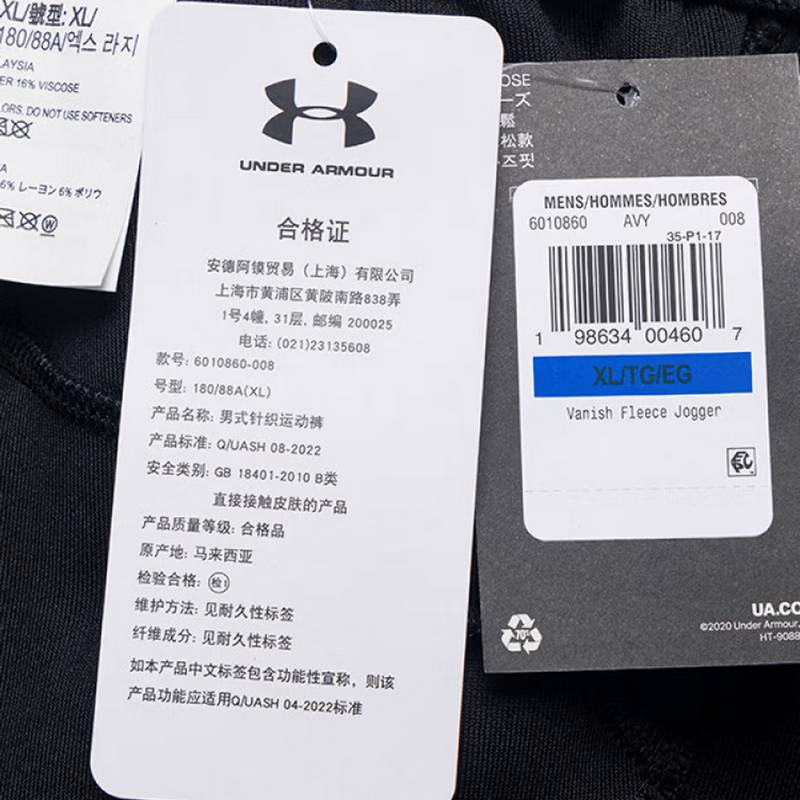 XL/號型: XL/
180/88A/엑스 라지
LAYSIA
ER 16% VISCOSE
LORS, DO NOT USE SOFTENERS
6% レーヨン 6% ポリウ
UNDER ARMOUR
合格证
安德阿镆贸易（上海）有限公司
上海市黄浦区黄陂南路838弄
1号4幢, 31层, 邮编 200025
电话: (021)23135608
款号: 6010860-008
号型: 180/88A(XL)
产品名称: 男式针织运动裤
产品标准: Q/UASH 08-2022
安全类别: GB 18401-2010 B类
直接接触皮肤的产品
产品质量等级: 合格品
原产地: 马来西亚
检验合格: 检1
维护方法: 见耐久性标签
纤维成分: 见耐久性标签
如本产品中文标签包含功能性宣称，则该
产品功能应适用Q/UASH 04-2022标准
OSE
ーズ
鬆
松款
즈핏
MENS/HOMMES/HOMBRES
6010860 AVY 008
35-P1-17
1 98634 00460 7
XL/TG/EG
Vanish Fleece Jogger
70%
UA.CO
©2020 Under Armour,
HT-9088